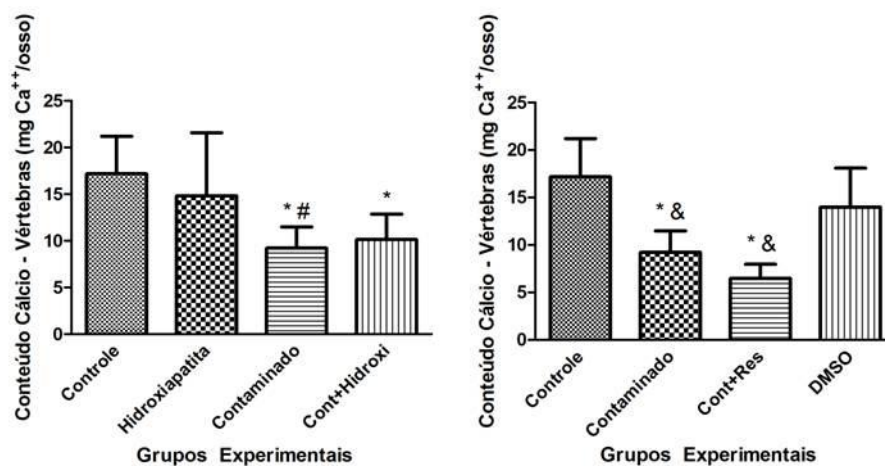 Conteúdo Cálcio - Vértebras (mg Ca++/osso)
25
20
15
10
5
0
* #
*
Controle
Hidroxiapatita
Contaminado
Cont+Hidroxi
Grupos Experimentais
Conteúdo Cálcio - Vértebras (mg Ca++/osso)
25
20
15
10
5
0
* &
* &
Controle
Contaminado
Cont+Res
DMSO
Grupos Experimentais